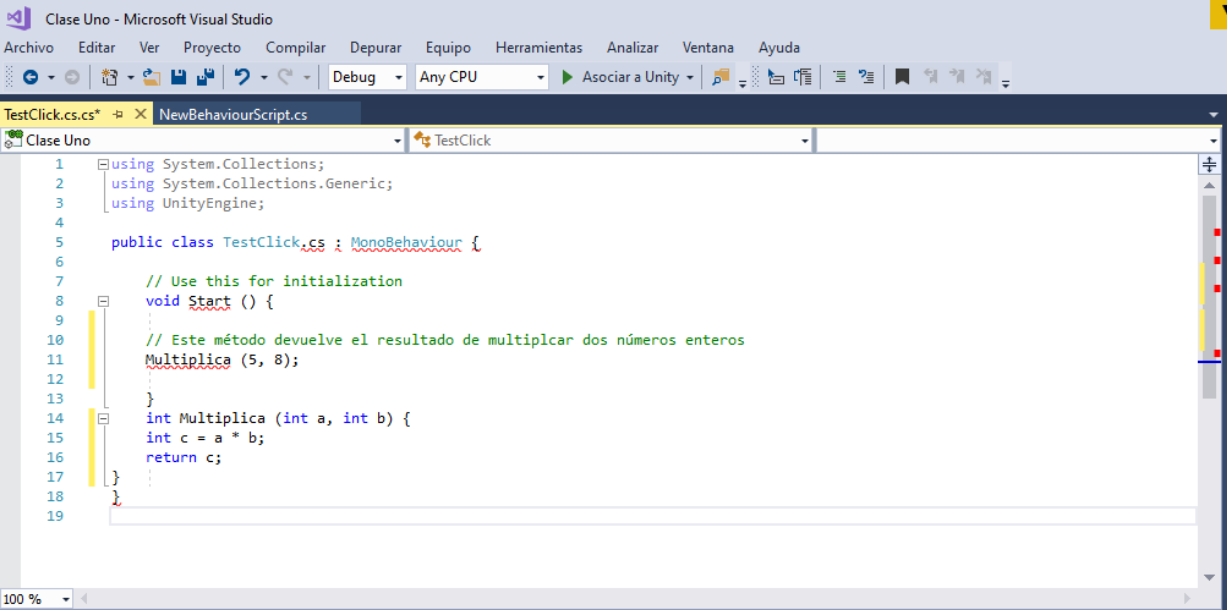 Clase Uno - Microsoft Visual Studio
Archivo Editar Ver Proyecto Compilar Depurar Equipo Herramientas Analizar Ventana Ayuda
Debug Any CPU Asociar a Unity
TestClick.cs.cs* NewBehaviourScript.cs
Clase Uno TestClick
1 using System.Collections;
2 using System.Collections.Generic;
3 using UnityEngine;
4
5 public class TestClick.cs : MonoBehaviour {
6
7 // Use this for initialization
8 void Start () {
9
10 // Este método devuelve el resultado de multiplcar dos números enteros
11 Multiplica (5, 8);
12
13 }
14 int Multiplica (int a, int b) {
15 int c = a * b;
16 return c;
17 }
18 }
19
100 %